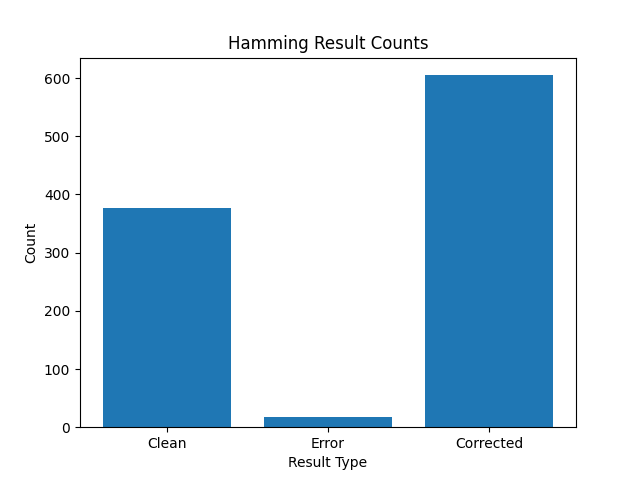 Hamming Result Counts
600
500
400
300
200
100
0
Count
Clean
Error
Corrected
Result Type